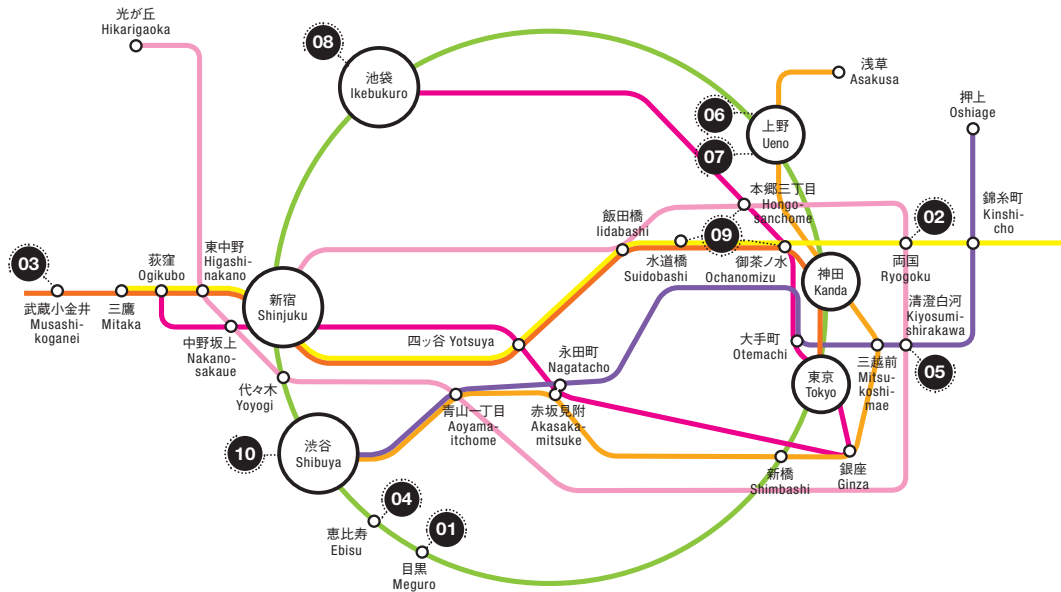 光が丘
Hikarigaoka
08
池袋
Ikebukuro
浅草
Asakusa
押上
Oshiage
06
上野
Ueno
07
本郷三丁目
Hongo-
sanchome
錦糸町
Kinshi-
cho
02
両国
Ryogoku
飯田橋
Iidabashi
09
水道橋
Suidobashi
御茶ノ水
Ochanomizu
神田
Kanda
03
武蔵小金井
Musashi-
koganei
三鷹
Mitaka
荻窪
Ogikubo
東中野
Higashi-
nakano
新宿
Shinjuku
中野坂上
Nakano-
sakaue
四ッ谷 Yotsuya
永田町
Nagatacho
大手町
Otemachi
清澄白河
Kiyosumi-
shirakawa
三越前
Mitsu-
koshi-
mae
05
東京
Tokyo
代々木
Yoyogi
青山一丁目
Aoyama-
itchome
赤坂見附
Akasaka-
mitsuke
10
渋谷
Shibuya
新橋
Shimbashi
銀座
Ginza
04
恵比寿
Ebisu
01
目黒
Meguro